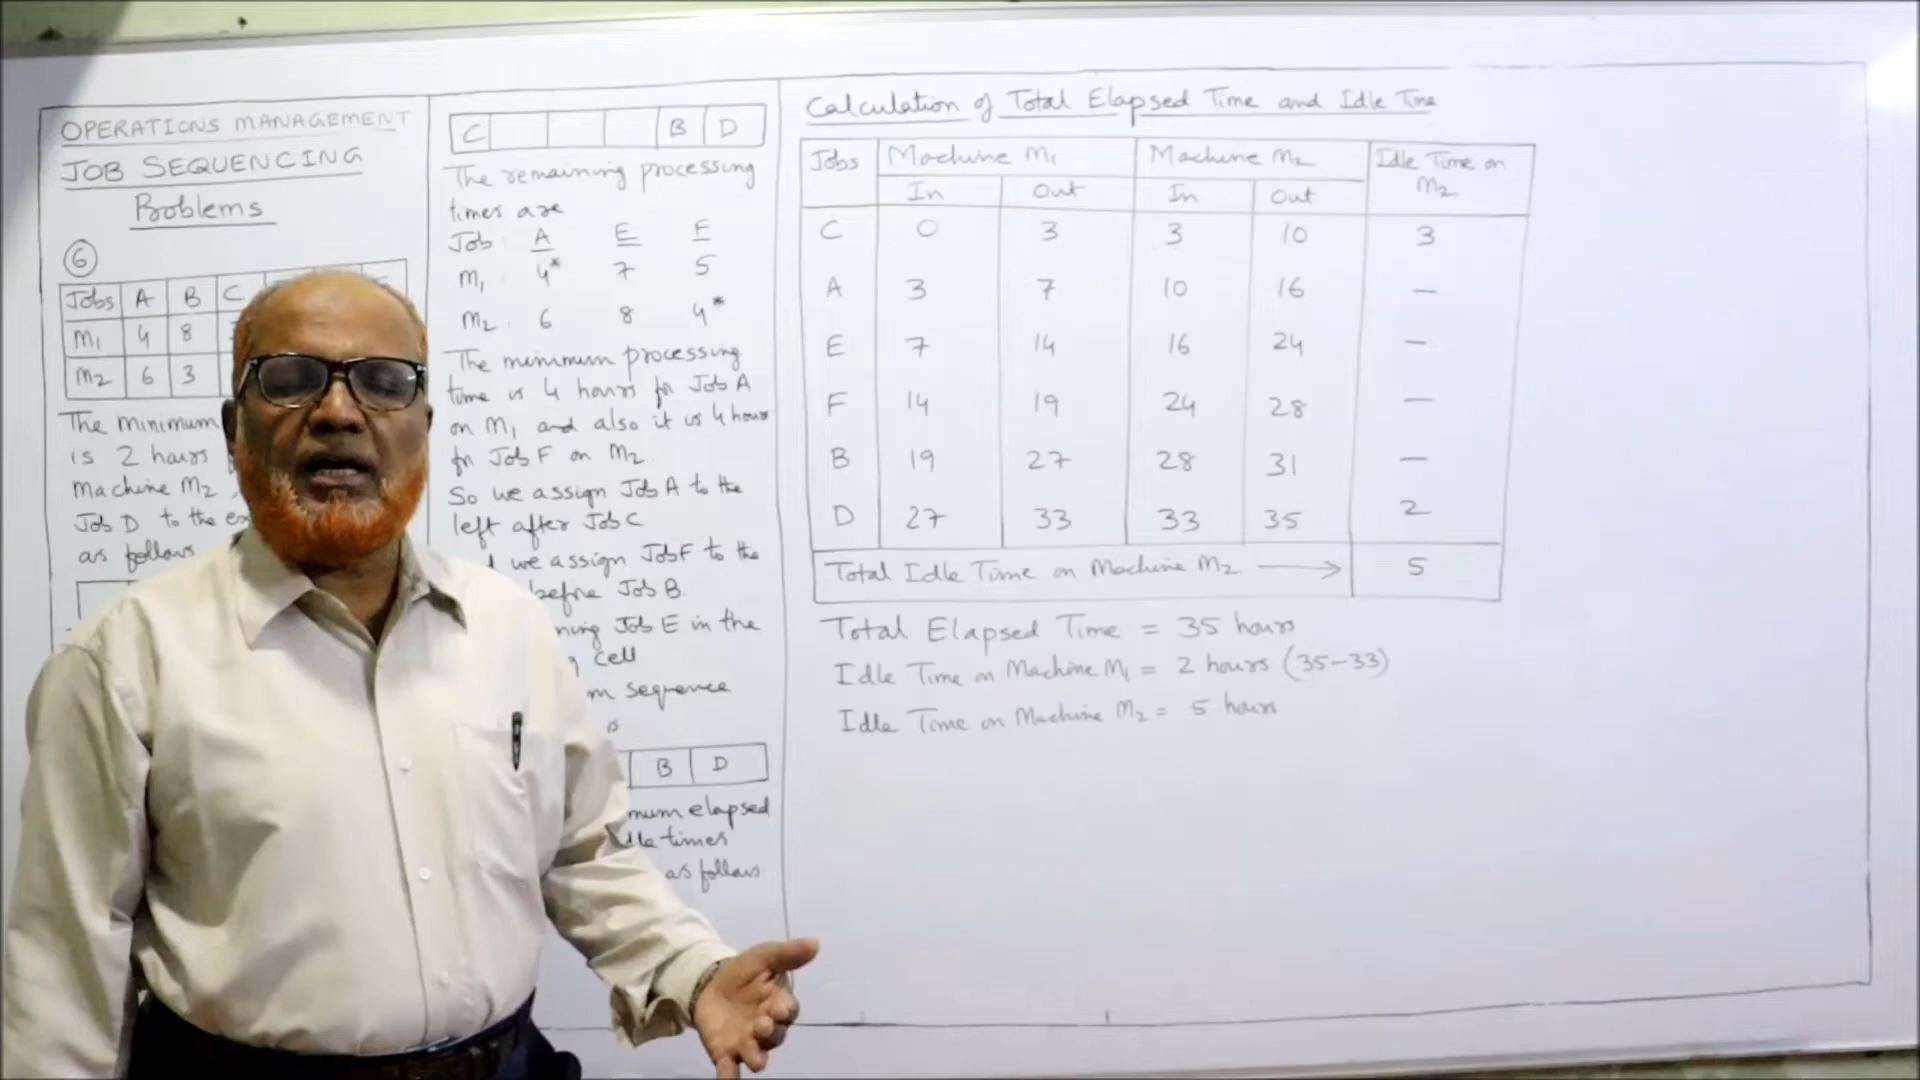 OPERATIONS MANAGEMENT
JOB SEQUENCING
Problems
6
Jobs A B C
M1 4 8
M2 6 3
The minimum
is 2 hours
Machine M2
Job D to the
as follows
C B D
The remaining processing
times are
Job: A E F
M1: 4* 7 5
M2: 6 8 4*
The minimum processing
time is 4 hours for Job A
on M1 and also it is 4 hour
for Job F on M2.
So we assign Job A to the
left after Job C
we assign Job F to the
before Job B.
Job E in the
cell
sequence
B D
elapsed
times
as follows
Calculation of Total Elapsed Time and Idle Time
Jobs Machine M1 Machine M2 Idle Time on M2
In Out In Out
C 0 3 3 10 3
A 3 7 10 16 —
E 7 14 16 24 —
F 14 19 24 28 —
B 19 27 28 31 —
D 27 33 33 35 2
Total Idle Time on Machine M2 → 5
Total Elapsed Time = 35 hours
Idle Time on Machine M1 = 2 hours (35-33)
Idle Time on Machine M2 = 5 hours